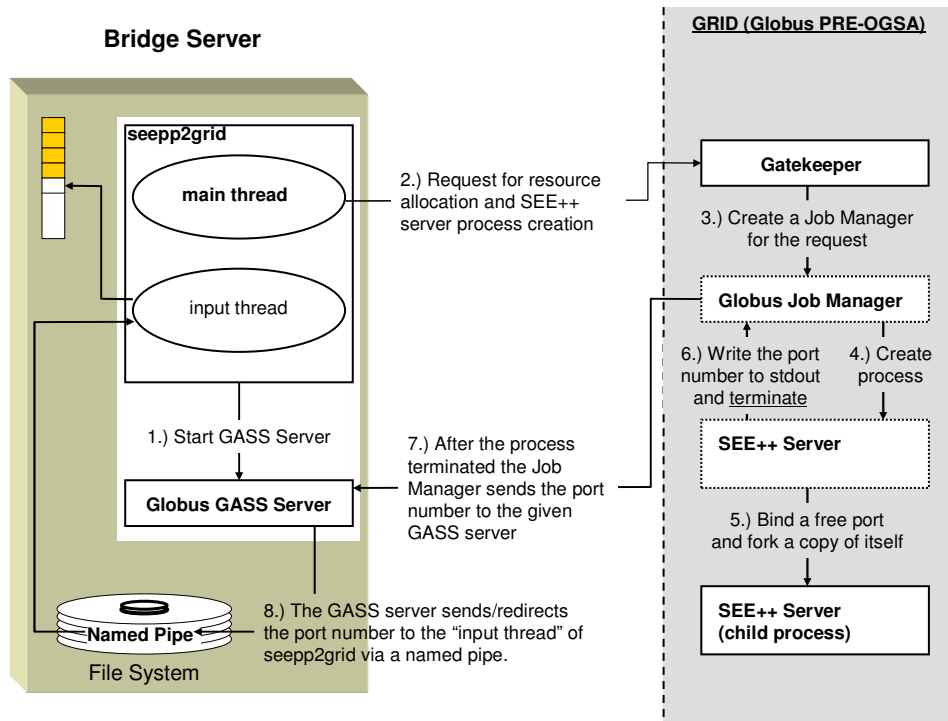 GRID (Globus PRE-OGSA)
Bridge Server
seepp2grid
main thread
input thread
2.) Request for resource
allocation and SEE++
server process creation
Gatekeeper
3.) Create a Job Manager
for the request
Globus Job Manager
6.) Write the port
number to stdout
and terminate
4.) Create
process
1.) Start GASS Server
7.) After the process
terminated the Job
Manager sends the port
number to the given
GASS server
SEE++ Server
Globus GASS Server
5.) Bind a free port
and fork a copy of itself
8.) The GASS server sends/redirects
the port number to the “input thread” of
seepp2grid via a named pipe.
SEE++ Server
(child process)
Named Pipe
File System